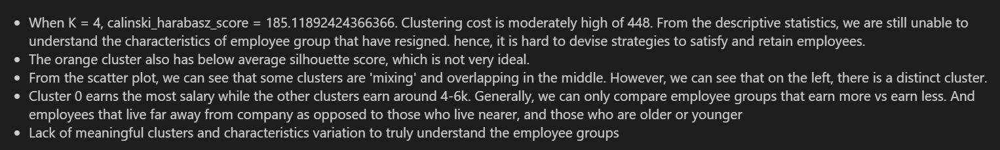 • When K = 4, calinski_harabasz_score = 185.11892424366366. Clustering cost is moderately high of 448. From the descriptive statistics, we are still unable to
understand the characteristics of employee group that have resigned. hence, it is hard to devise strategies to satisfy and retain employees.
• The orange cluster also has below average silhouette score, which is not very ideal.
• From the scatter plot, we can see that some clusters are 'mixing' and overlapping in the middle. However, we can see that on the left, there is a distinct cluster.
• Cluster 0 earns the most salary while the other clusters earn around 4-6k. Generally, we can only compare employee groups that earn more vs earn less. And
employees that live far away from company as opposed to those who live nearer, and those who are older or younger
• Lack of meaningful clusters and characteristics variation to truly understand the employee groups